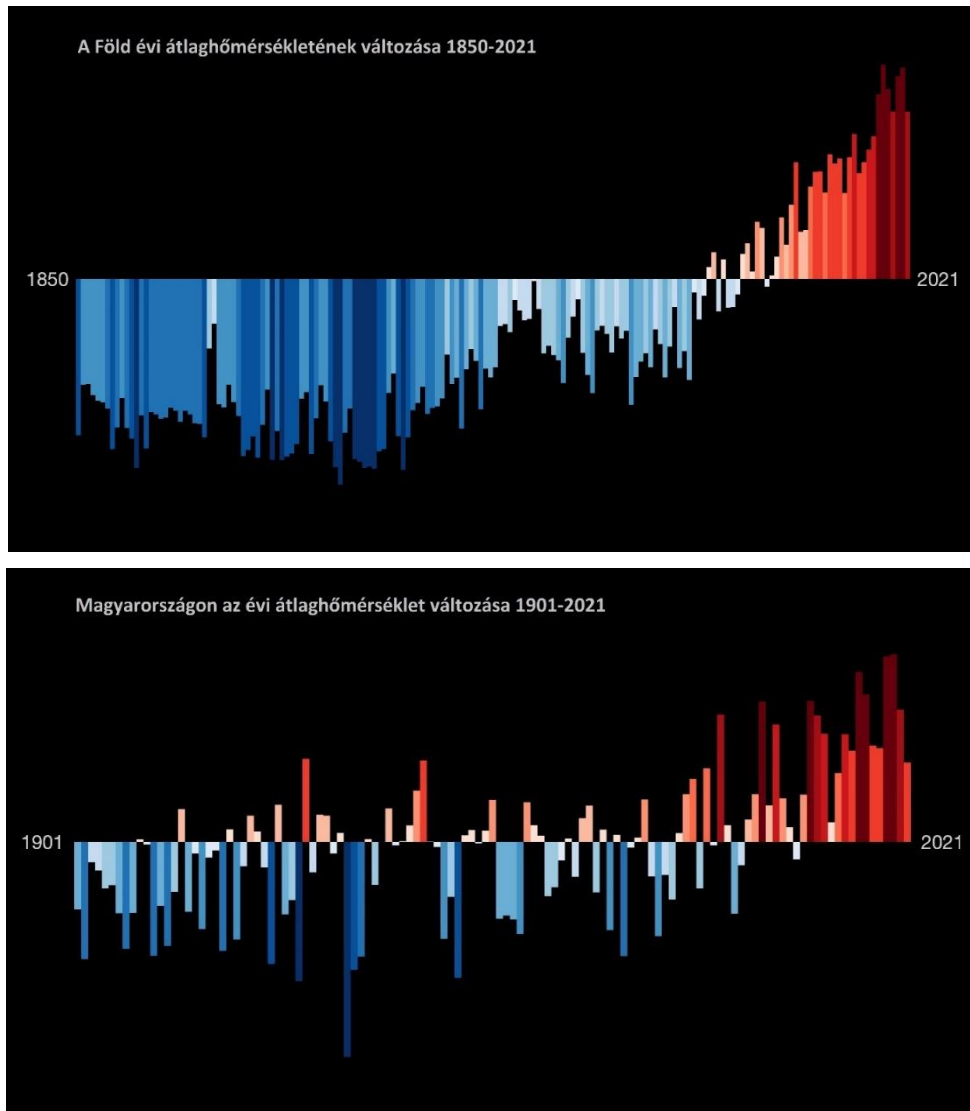 A Föld évi átlaghőmérsékletének változása 1850-2021
1850
2021
Magyarországon az évi átlaghőmérséklet változása 1901-2021
1901
2021